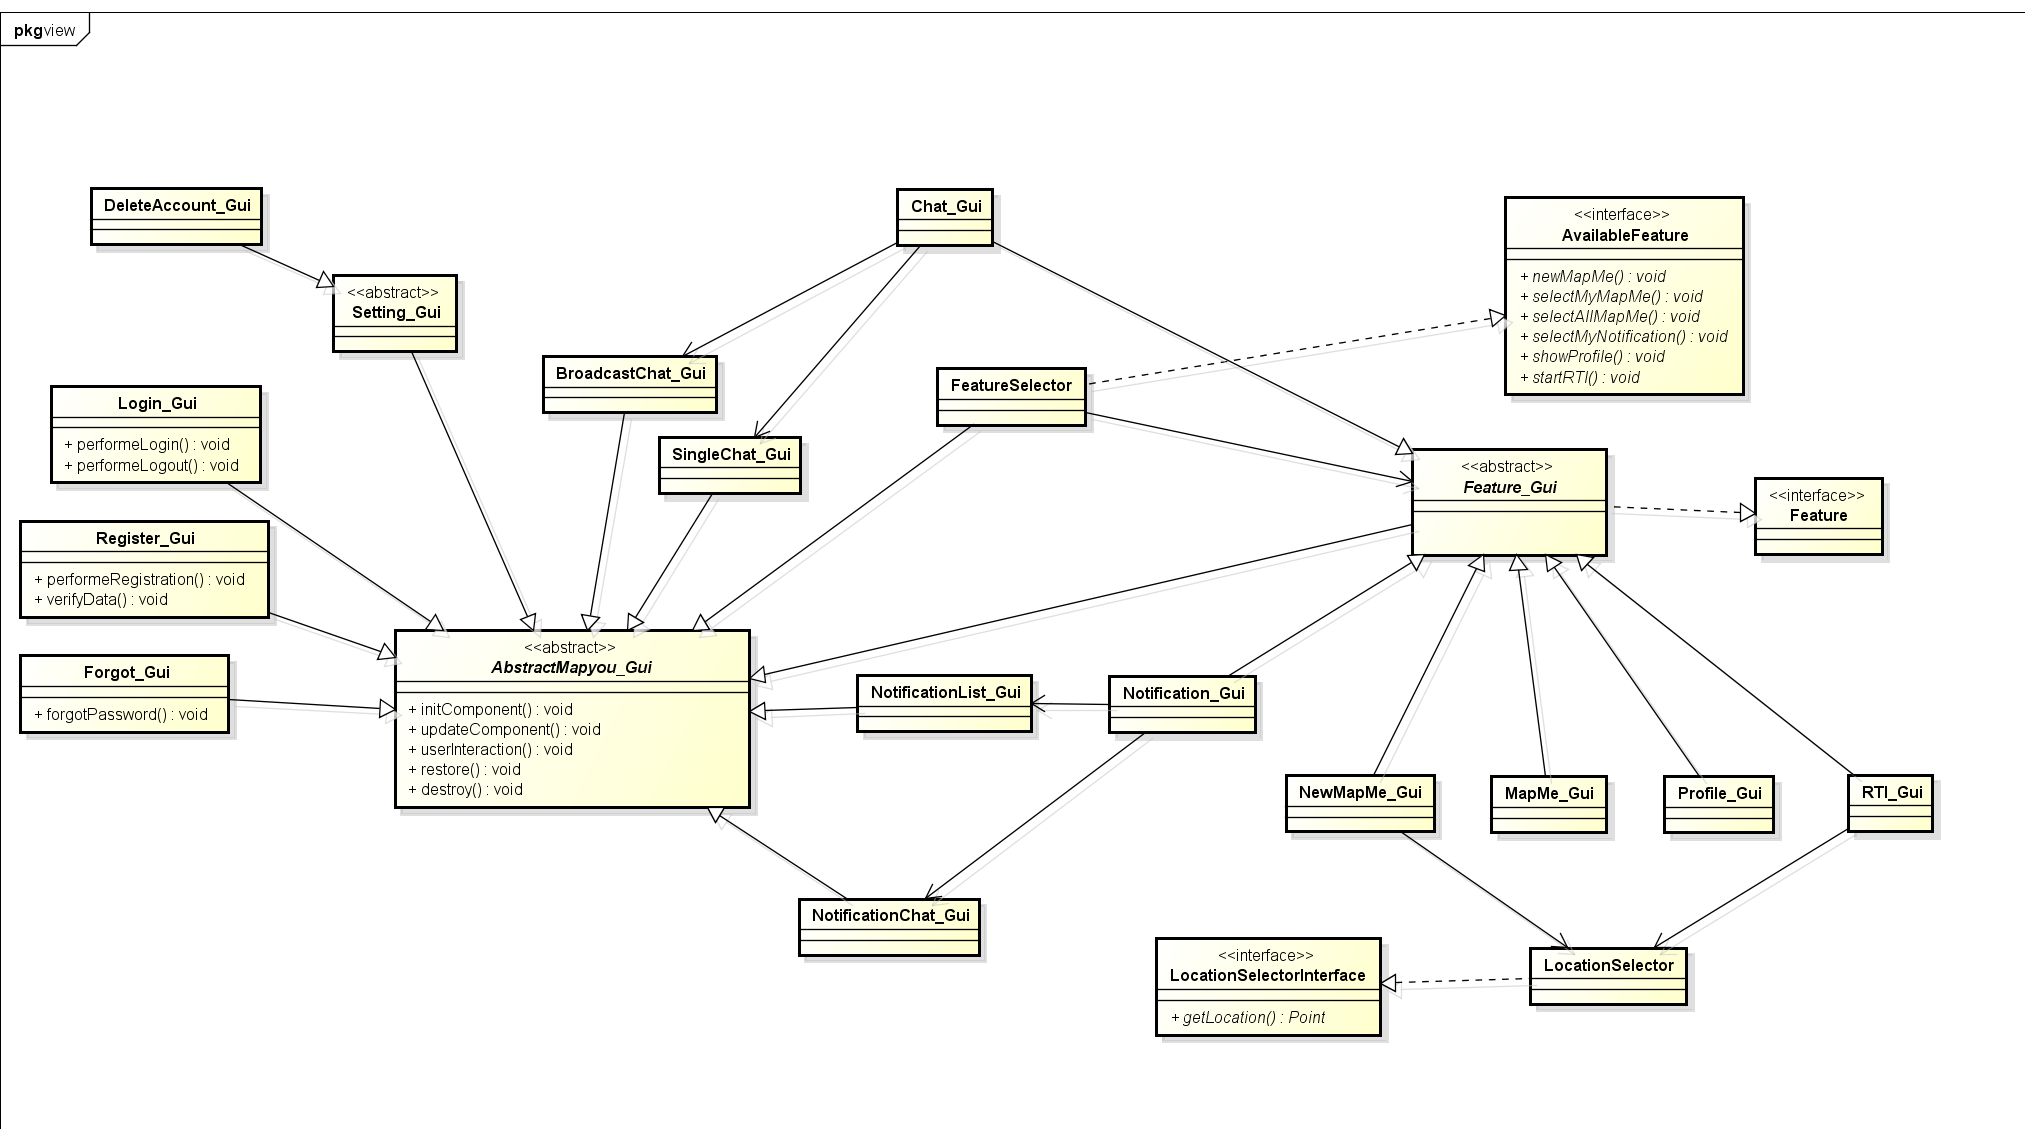 pkgview
DeleteAccount_Gui
<<abstract>>
Setting_Gui
Chat_Gui
<<interface>>
AvailableFeature
+ newMapMe() : void
+ selectMyMapMe() : void
+ selectAllMapMe() : void
+ selectMyNotification() : void
+ showProfile() : void
+ startRTI() : void
BroadcastChat_Gui
FeatureSelector
Login_Gui
+ performeLogin() : void
+ performeLogout() : void
SingleChat_Gui
<<abstract>>
Feature_Gui
<<interface>>
Feature
Register_Gui
+ performeRegistration() : void
+ verifyData() : void
Forgot_Gui
+ forgotPassword() : void
<<abstract>>
AbstractMapyou_Gui
+ initComponent() : void
+ updateComponent() : void
+ userInteraction() : void
+ restore() : void
+ destroy() : void
NotificationList_Gui
Notification_Gui
NewMapMe_Gui
MapMe_Gui
Profile_Gui
RTI_Gui
NotificationChat_Gui
<<interface>>
LocationSelectorInterface
+ getLocation() : Point
LocationSelector